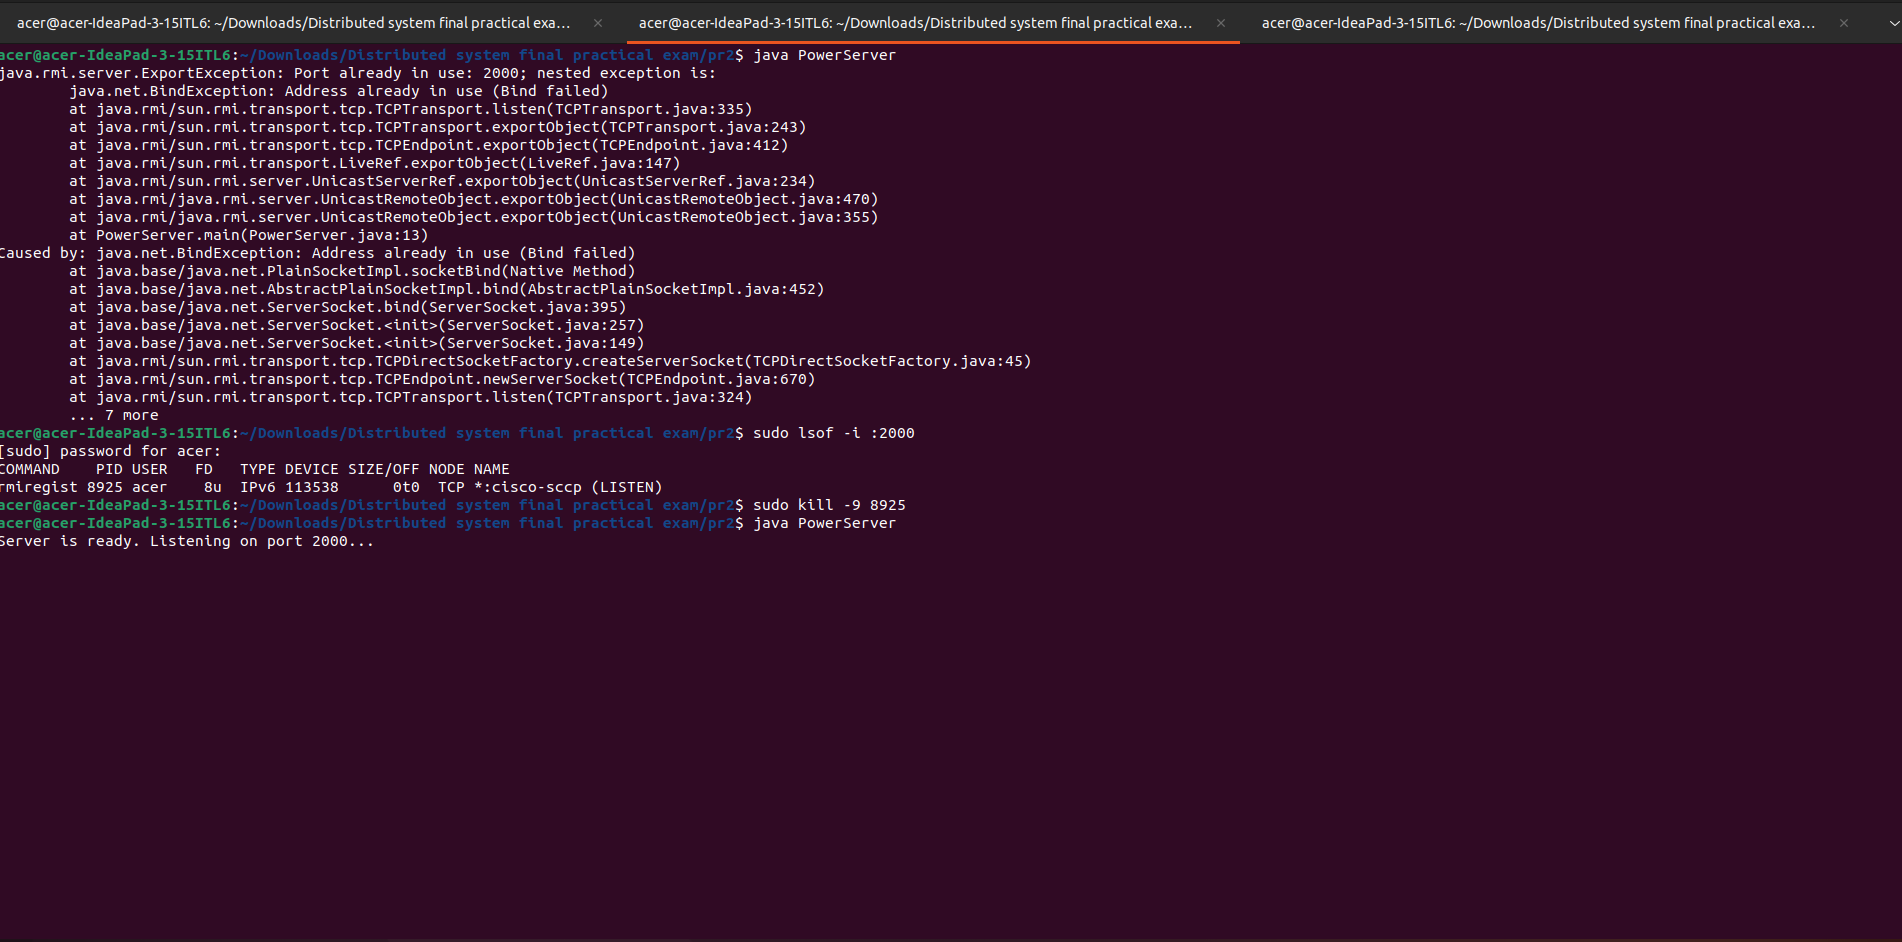 acer@acer-IdeaPad-3-15ITL6: ~/Downloads/Distributed system final practical exa...
acer@acer-IdeaPad-3-15ITL6: ~/Downloads/Distributed system final practical exa...
acer@acer-IdeaPad-3-15ITL6: ~/Downloads/Distributed system final practical exa...
acer@acer-IdeaPad-3-15ITL6:~/Downloads/Distributed system final practical exam/pr2$ java PowerServer
java.rmi.server.ExportException: Port already in use: 2000; nested exception is:
        java.net.BindException: Address already in use (Bind failed)
        at java.rmi/sun.rmi.transport.tcp.TCPTransport.listen(TCPTransport.java:335)
        at java.rmi/sun.rmi.transport.tcp.TCPTransport.exportObject(TCPTransport.java:243)
        at java.rmi/sun.rmi.transport.tcp.TCPEndpoint.exportObject(TCPEndpoint.java:412)
        at java.rmi/sun.rmi.transport.LiveRef.exportObject(LiveRef.java:147)
        at java.rmi/sun.rmi.server.UnicastServerRef.exportObject(UnicastServerRef.java:234)
        at java.rmi/java.rmi.server.UnicastRemoteObject.exportObject(UnicastRemoteObject.java:470)
        at java.rmi/java.rmi.server.UnicastRemoteObject.exportObject(UnicastRemoteObject.java:355)
        at PowerServer.main(PowerServer.java:13)
Caused by: java.net.BindException: Address already in use (Bind failed)
        at java.base/java.net.PlainSocketImpl.socketBind(Native Method)
        at java.base/java.net.AbstractPlainSocketImpl.bind(AbstractPlainSocketImpl.java:452)
        at java.base/java.net.ServerSocket.bind(ServerSocket.java:395)
        at java.base/java.net.ServerSocket.<init>(ServerSocket.java:257)
        at java.base/java.net.ServerSocket.<init>(ServerSocket.java:149)
        at java.rmi/sun.rmi.transport.tcp.TCPDirectSocketFactory.createServerSocket(TCPDirectSocketFactory.java:45)
        at java.rmi/sun.rmi.transport.tcp.TCPEndpoint.newServerSocket(TCPEndpoint.java:670)
        at java.rmi/sun.rmi.transport.tcp.TCPTransport.listen(TCPTransport.java:324)
        ... 7 more
acer@acer-IdeaPad-3-15ITL6:~/Downloads/Distributed system final practical exam/pr2$ sudo lsof -i :2000
[sudo] password for acer:
COMMAND    PID USER   FD   TYPE DEVICE SIZE/OFF NODE NAME
rmiregist 8925 acer    8u  IPv6 113538      0t0  TCP *:cisco-sccp (LISTEN)
acer@acer-IdeaPad-3-15ITL6:~/Downloads/Distributed system final practical exam/pr2$ sudo kill -9 8925
acer@acer-IdeaPad-3-15ITL6:~/Downloads/Distributed system final practical exam/pr2$ java PowerServer
Server is ready. Listening on port 2000...